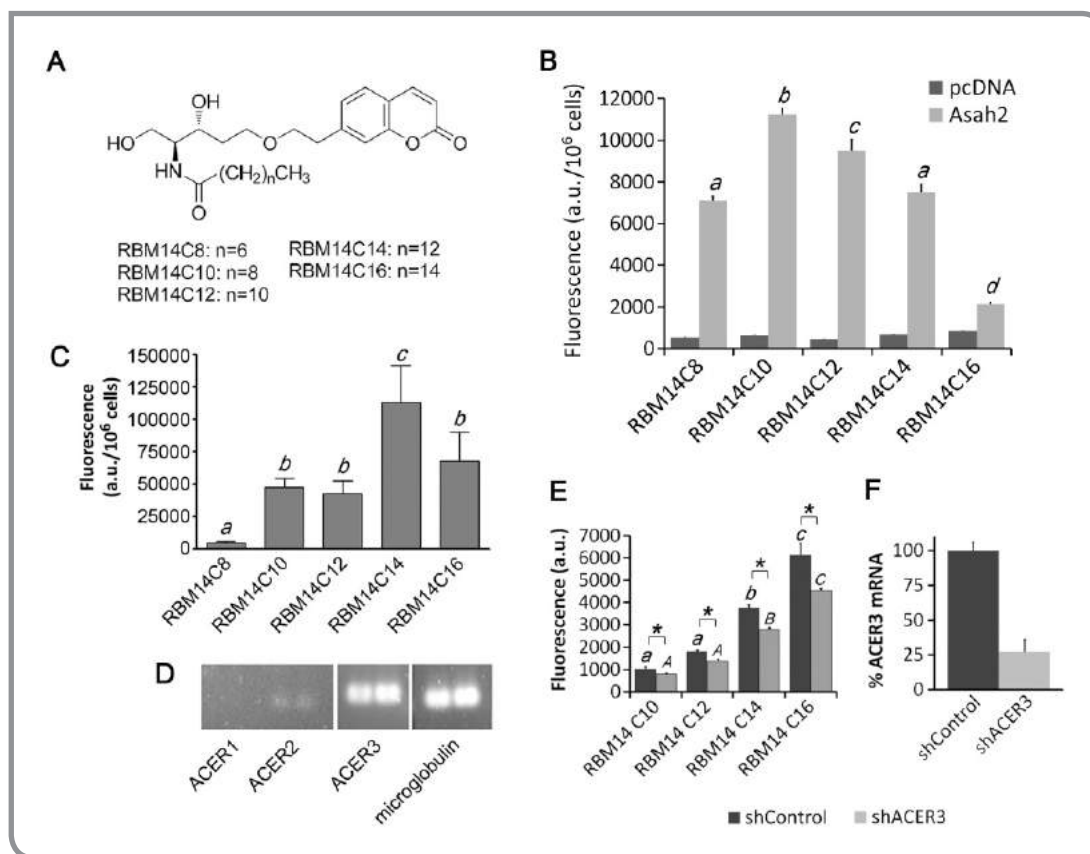 A
OH
HO
HN
(CH2)nCH3
O
O
O
O
RBM14C8: n=6
RBM14C10: n=8
RBM14C12: n=10
RBM14C14: n=12
RBM14C16: n=14
B
Fluorescence (a.u./10⁶ cells)
12000
10000
8000
6000
4000
2000
0
pcDNA
Asah2
a
b
c
a
d
RBM14C8
RBM14C10
RBM14C12
RBM14C14
RBM14C16
C
Fluorescence
(a.u./10⁶ cells)
150000
125000
100000
75000
50000
25000
0
a
b
b
c
b
RBM14C8
RBM14C10
RBM14C12
RBM14C14
RBM14C16
D
ACER1
ACER2
ACER3
microglobulin
E
Fluorescence (a.u.)
7000
6000
5000
4000
3000
2000
1000
0
*
a
A
*
a
A
*
b
B
*
c
c
RBM14 C10
RBM14 C12
RBM14 C14
RBM14 C16
F
% ACER3 mRNA
100
75
50
25
0
shControl
shACER3
shControl
shACER3